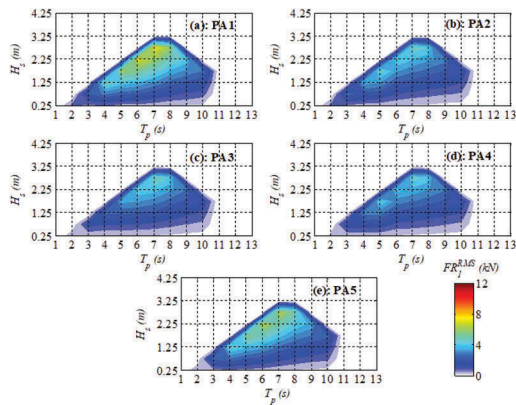 4.25 3.25 2.25 1.25 0.25
H_s (m)
(a): PA1
1 2 3 4 5 6 7 8 9 10 11 12 13
T_p (s)
4.25 3.25 2.25 1.25 0.25
H_s (m)
(b): PA2
1 2 3 4 5 6 7 8 9 10 11 12 13
T_p (s)
4.25 3.25 2.25 1.25 0.25
H_s (m)
(c): PA3
1 2 3 4 5 6 7 8 9 10 11 12 13
T_p (s)
4.25 3.25 2.25 1.25 0.25
H_s (m)
(d): PA4
1 2 3 4 5 6 7 8 9 10 11 12 13
T_p (s)
4.25 3.25 2.25 1.25 0.25
H_s (m)
(e): PA5
1 2 3 4 5 6 7 8 9 10 11 12 13
T_p (s)
FR_1^RMS (kN)
12
8
4
0